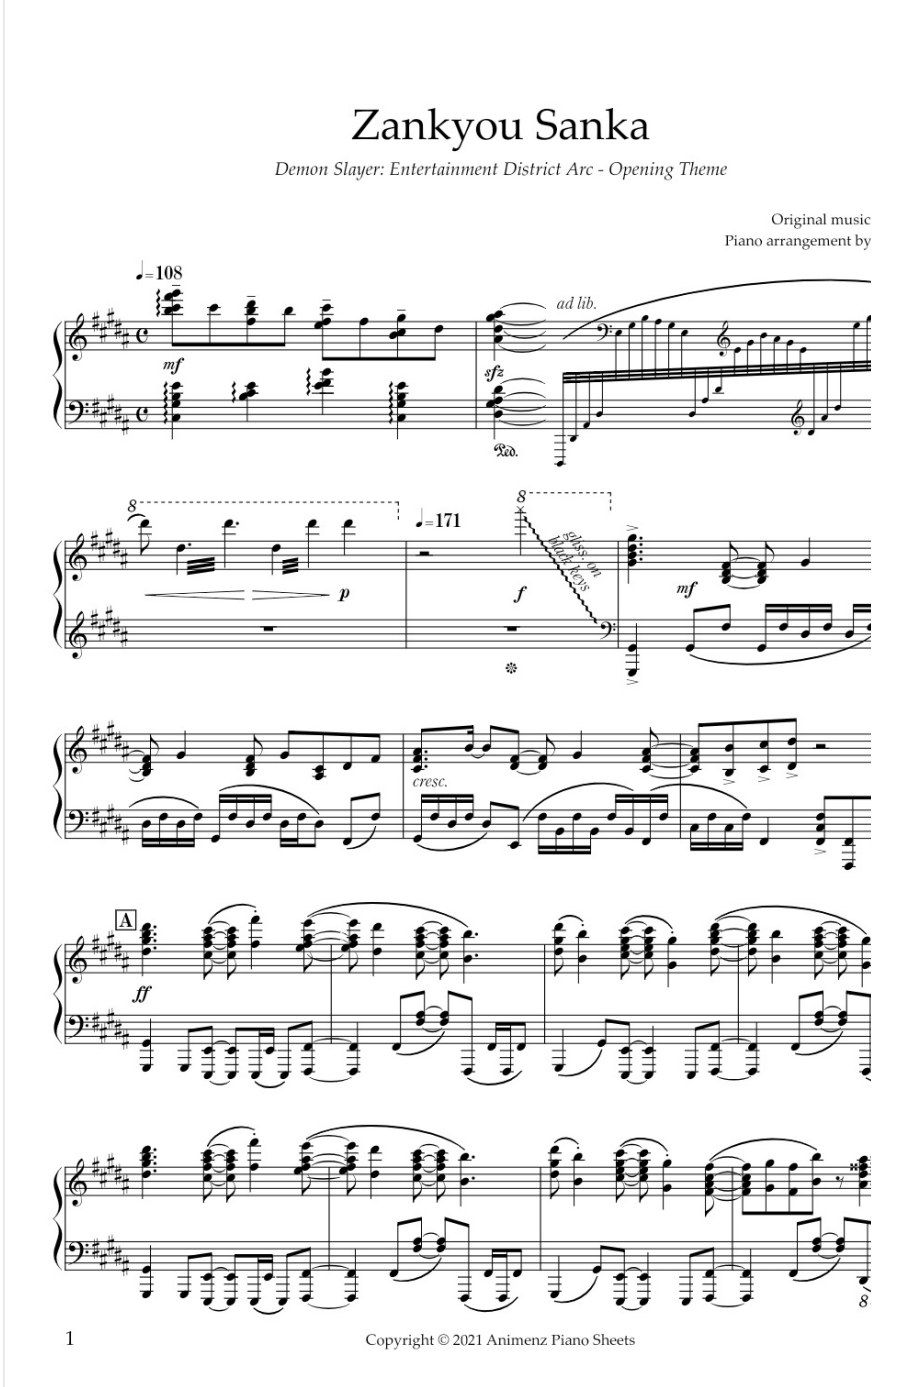 Zankyou Sanka
Demon Slayer: Entertainment District Arc - Opening Theme
Original music
Piano arrangement by
♩=108
ad lib.
mf
sfz
Ped.
8
♩=171
8
gliss. on
black keys
p
f
mf
cresc.
A
ff
8
1
Copyright © 2021 Animenz Piano Sheets